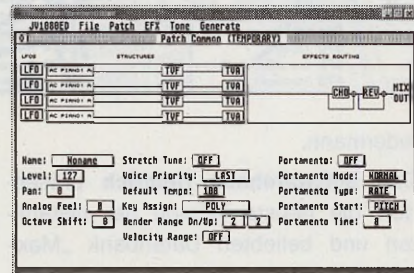 JV1080ED File Patch EFX Tone Generate
Patch Common (TEMPORARY)
LFOS STRUCTURES EFFECTS ROUTING
LFO AC PIANO1 A TVF TVA
LFO AC PIANO1 A TVF TVA
LFO AC PIANO1 A TVF TVA
LFO AC PIANO1 A TVF TVA
CHO REV MIX OUT
Name: Noname Stretch Tune: OFF Portamento: OFF
Level: 127 Voice Priority: LAST Portamento Mode: NORMAL
Pan: 0 Default Tempo: 108 Portamento Type: RATE
Analog Feel: 0 Key Assign: POLY Portamento Start: PITCH
Octave Shift: 0 Bender Range Dn/Up: 2 2 Portamento Time: 0
Velocity Range: OFF